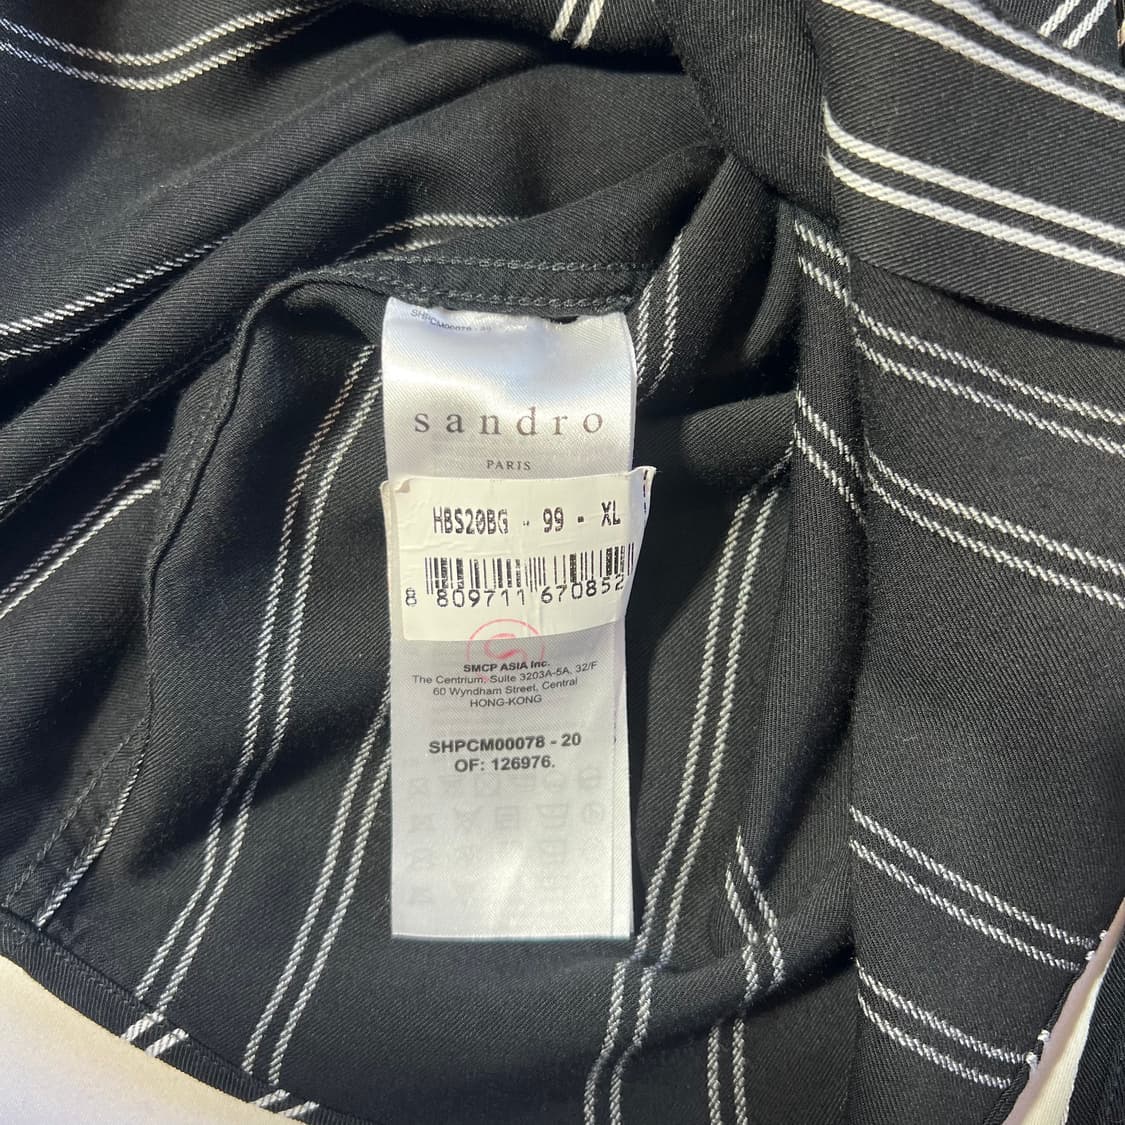 SHPCM00078 - 20
sandro
PARIS
HBS20BG - 99 - XL
8 809711 670852
SMCP ASIA Inc.
The Centrium, Suite 3203A-5A, 32/F
60 Wyndham Street, Central
HONG-KONG
SHPCM00078 - 20
OF: 126976.